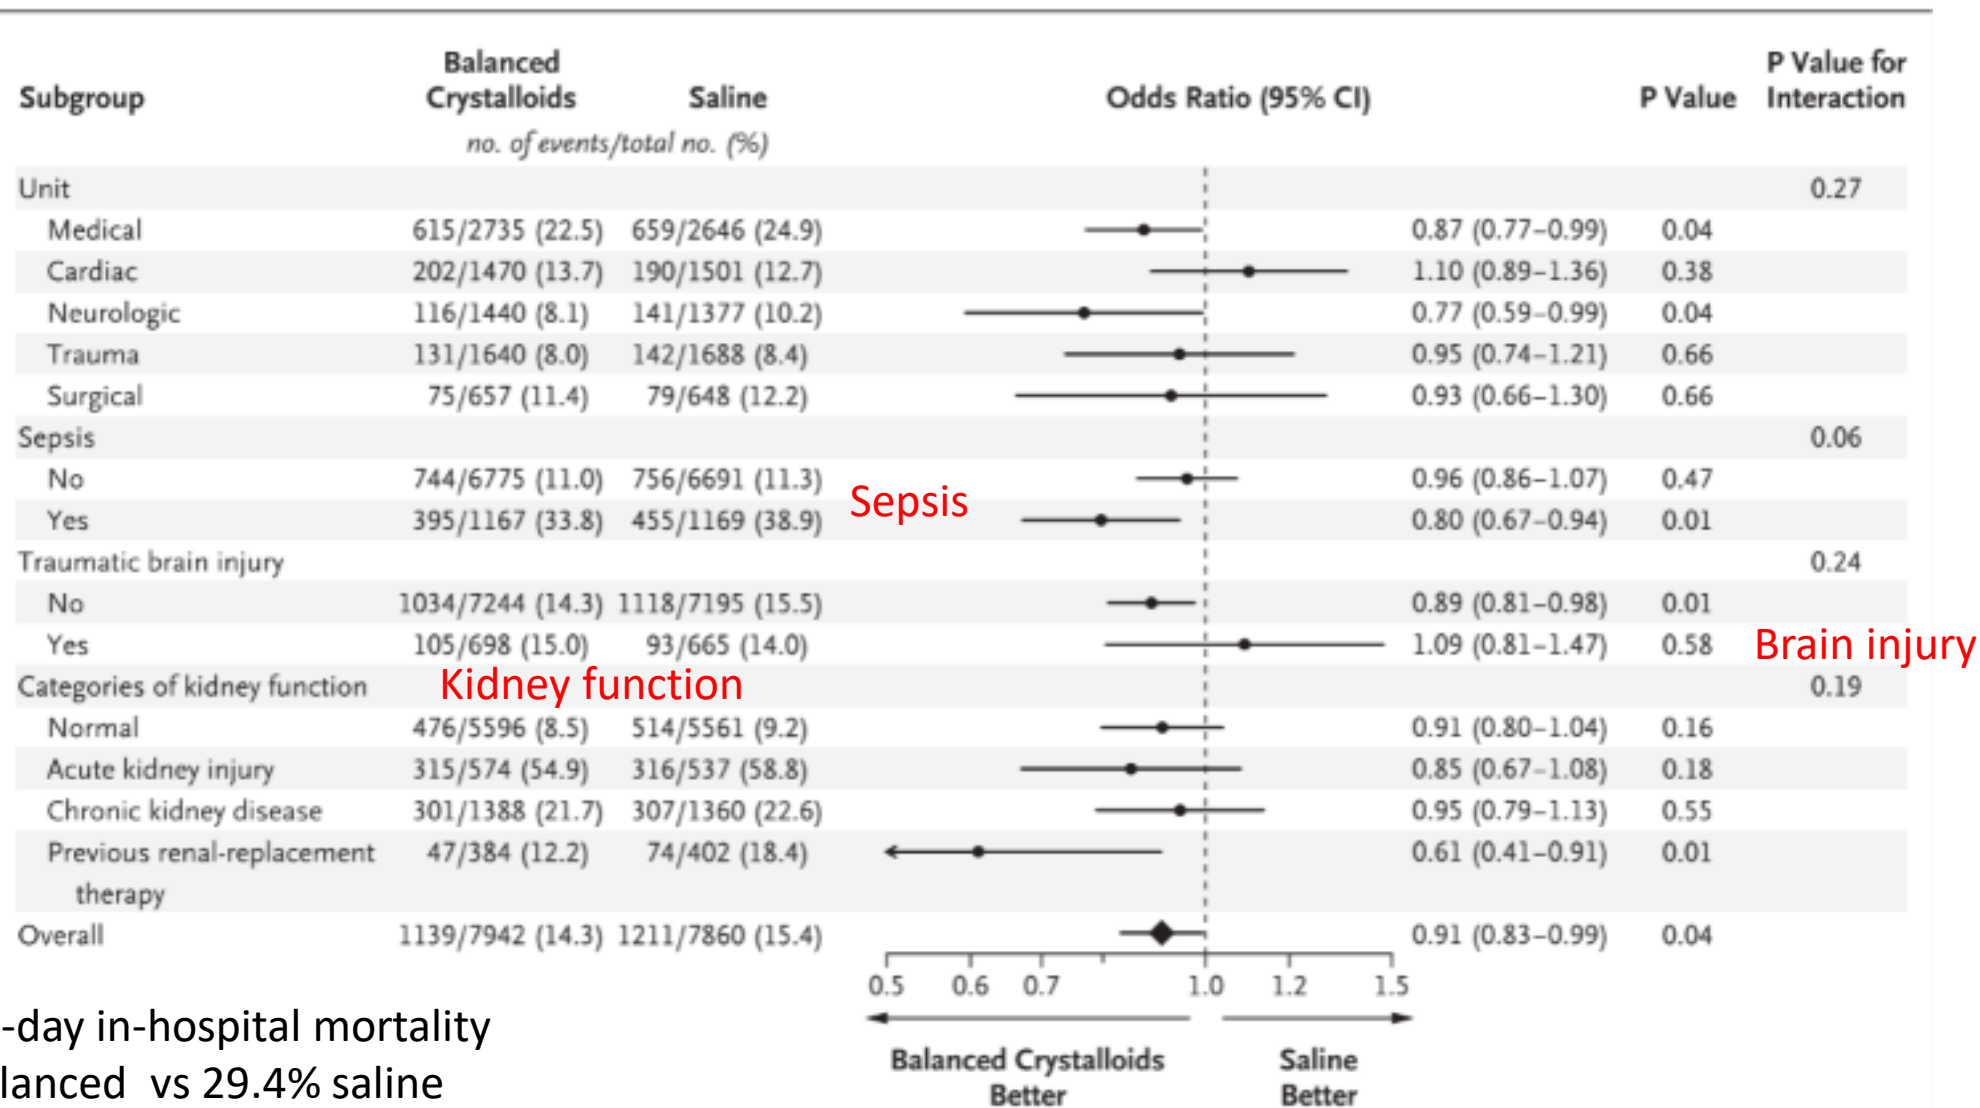 Subgroup Balanced Crystalloids Saline Odds Ratio (95% CI) P Value P Value for Interaction
no. of events/total no. (%)
Unit 0.27
Medical 615/2735 (22.5) 659/2646 (24.9) 0.87 (0.77–0.99) 0.04
Cardiac 202/1470 (13.7) 190/1501 (12.7) 1.10 (0.89–1.36) 0.38
Neurologic 116/1440 (8.1) 141/1377 (10.2) 0.77 (0.59–0.99) 0.04
Trauma 131/1640 (8.0) 142/1688 (8.4) 0.95 (0.74–1.21) 0.66
Surgical 75/657 (11.4) 79/648 (12.2) 0.93 (0.66–1.30) 0.66
Sepsis 0.06
No 744/6775 (11.0) 756/6691 (11.3) 0.96 (0.86–1.07) 0.47
Sepsis
Yes 395/1167 (33.8) 455/1169 (38.9) 0.80 (0.67–0.94) 0.01
Traumatic brain injury 0.24
No 1034/7244 (14.3) 1118/7195 (15.5) 0.89 (0.81–0.98) 0.01
Yes 105/698 (15.0) 93/665 (14.0) 1.09 (0.81–1.47) 0.58 Brain injury
Categories of kidney function Kidney function 0.19
Normal 476/5596 (8.5) 514/5561 (9.2) 0.91 (0.80–1.04) 0.16
Acute kidney injury 315/574 (54.9) 316/537 (58.8) 0.85 (0.67–1.08) 0.18
Chronic kidney disease 301/1388 (21.7) 307/1360 (22.6) 0.95 (0.79–1.13) 0.55
Previous renal-replacement 47/384 (12.2) 74/402 (18.4) 0.61 (0.41–0.91) 0.01
therapy
Overall 1139/7942 (14.3) 1211/7860 (15.4) 0.91 (0.83–0.99) 0.04
0.5 0.6 0.7 1.0 1.2 1.5
Balanced Crystalloids Better Saline Better
-day in-hospital mortality
lanced vs 29.4% saline